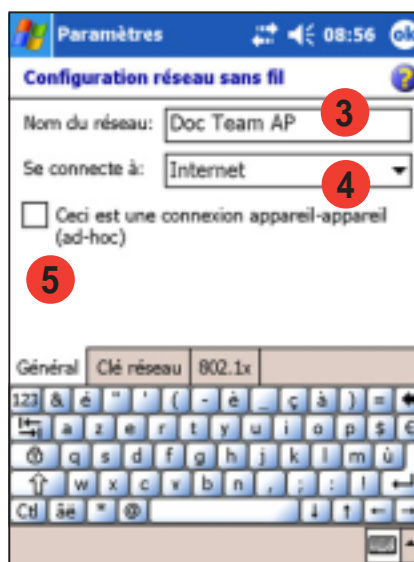 Paramètres 08:56 ok
Configuration réseau sans fil ?
Nom du réseau: Doc Team AP 3
Se connecte à: Internet 4
Ceci est une connexion appareil-appareil
(ad-hoc)
5
Général Clé réseau 802.1x
123 & é " ' ( - è _ ç à ) =
a z e r t y u i o p $ €
q s d f g h j k l m ù
w x c v b n , ; : !
Ctl áë * @